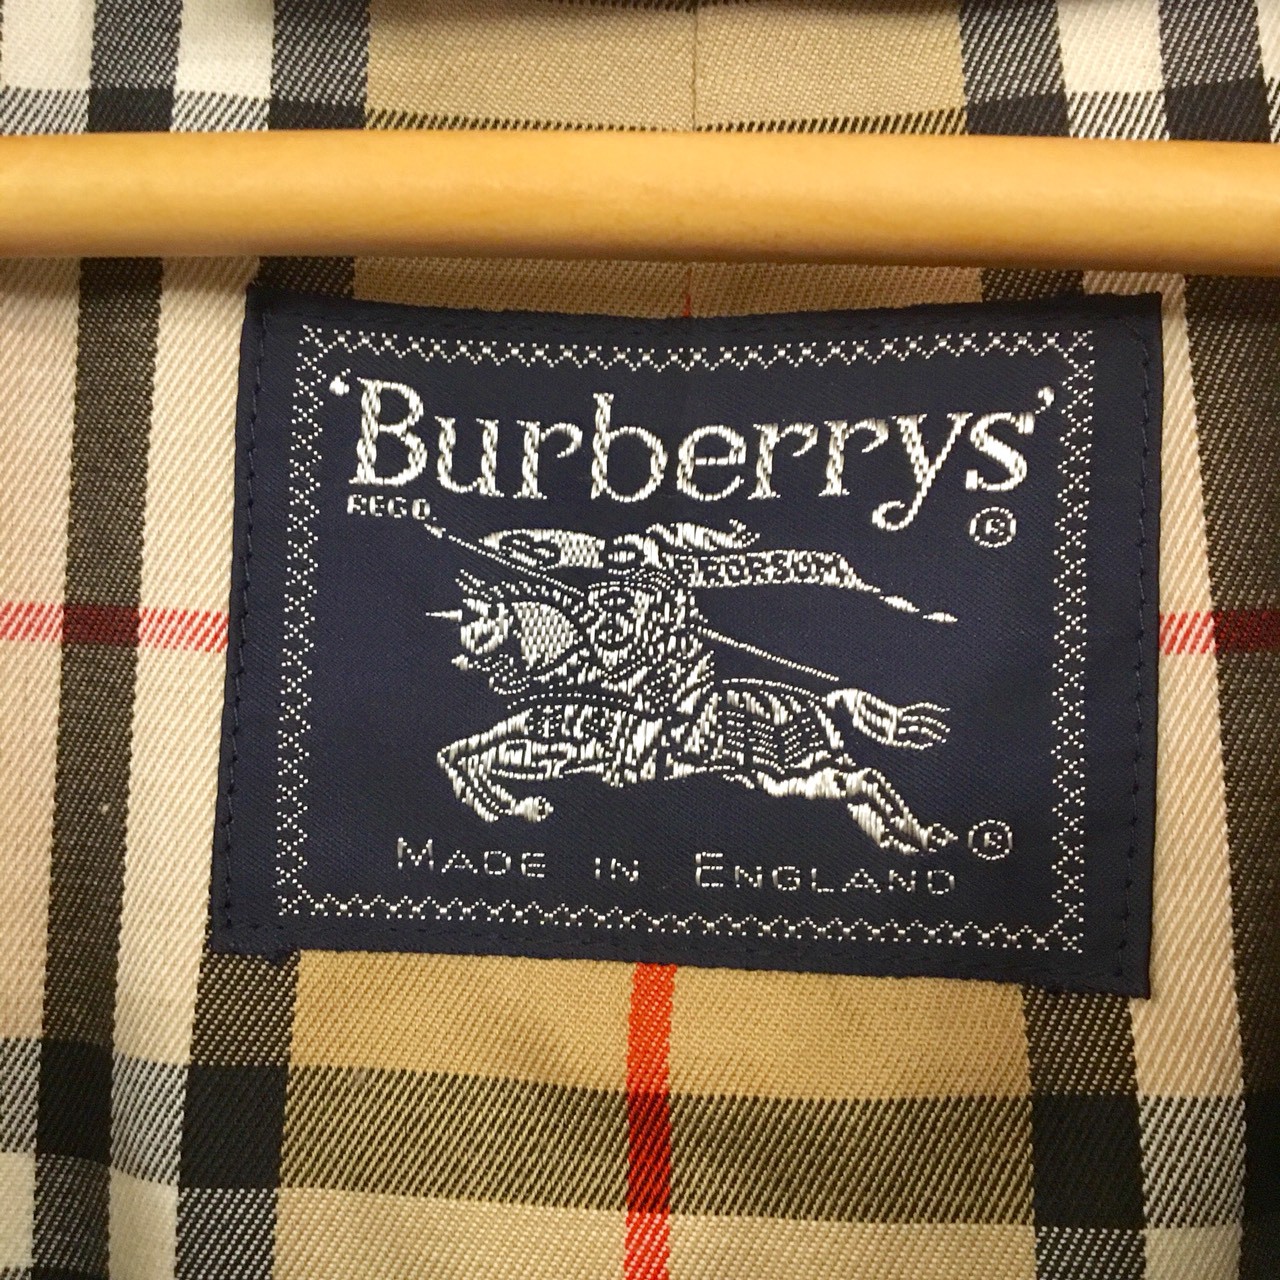 'Burberrys'
REGD. ®
PRORSUM
®
MADE IN ENGLAND